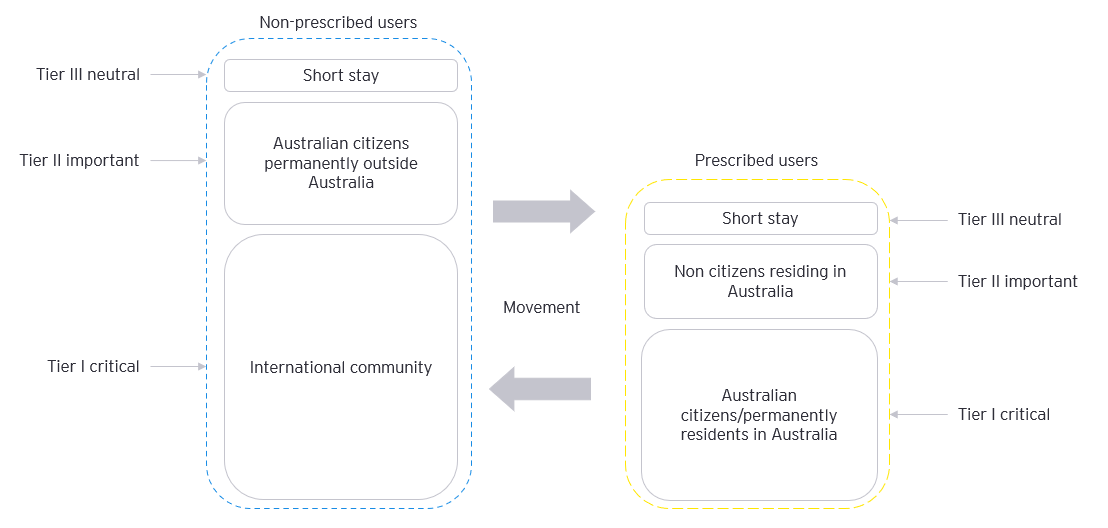 Non-prescribed users
Tier III neutral
Short stay
Tier II important
Australian citizens
permanently outside
Australia
Tier I critical
International community
Movement
Prescribed users
Short stay
Tier III neutral
Non citizens residing in
Australia
Tier II important
Australian
citizens/permanently
residents in Australia
Tier I critical